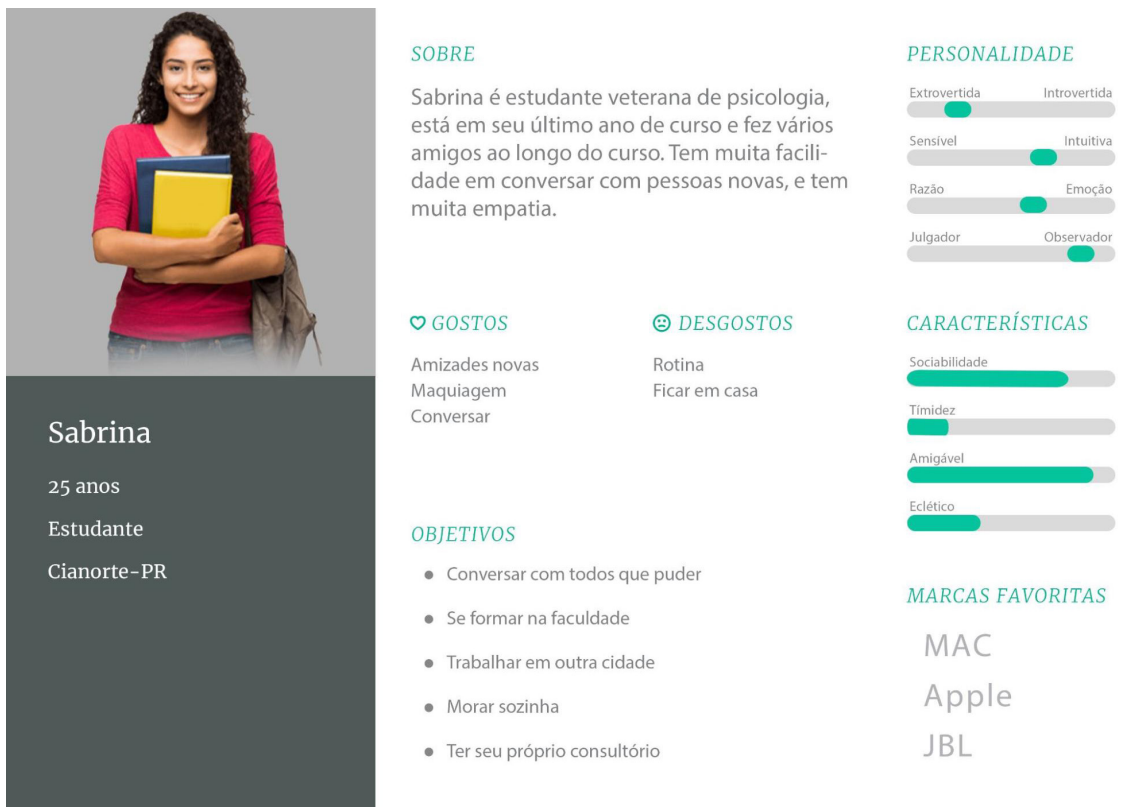 Sabrina
25 anos
Estudante
Cianorte-PR
SOBRE
Sabrina é estudante veterana de psicologia,
está em seu último ano de curso e fez vários
amigos ao longo do curso. Tem muita facili-
dade em conversar com pessoas novas, e tem
muita empatia.
GOSTOS
Amizades novas
Maquiagem
Conversar
DESGOSTOS
Rotina
Ficar em casa
OBJETIVOS
Conversar com todos que puder
Se formar na faculdade
Trabalhar em outra cidade
Morar sozinha
Ter seu próprio consultório
PERSONALIDADE
Extrovertida Introvertida
Sensível Intuitiva
Razão Emoção
Julgador Observador
CARACTERÍSTICAS
Sociabilidade
Tímidez
Amigável
Eclético
MARCAS FAVORITAS
MAC
Apple
JBL